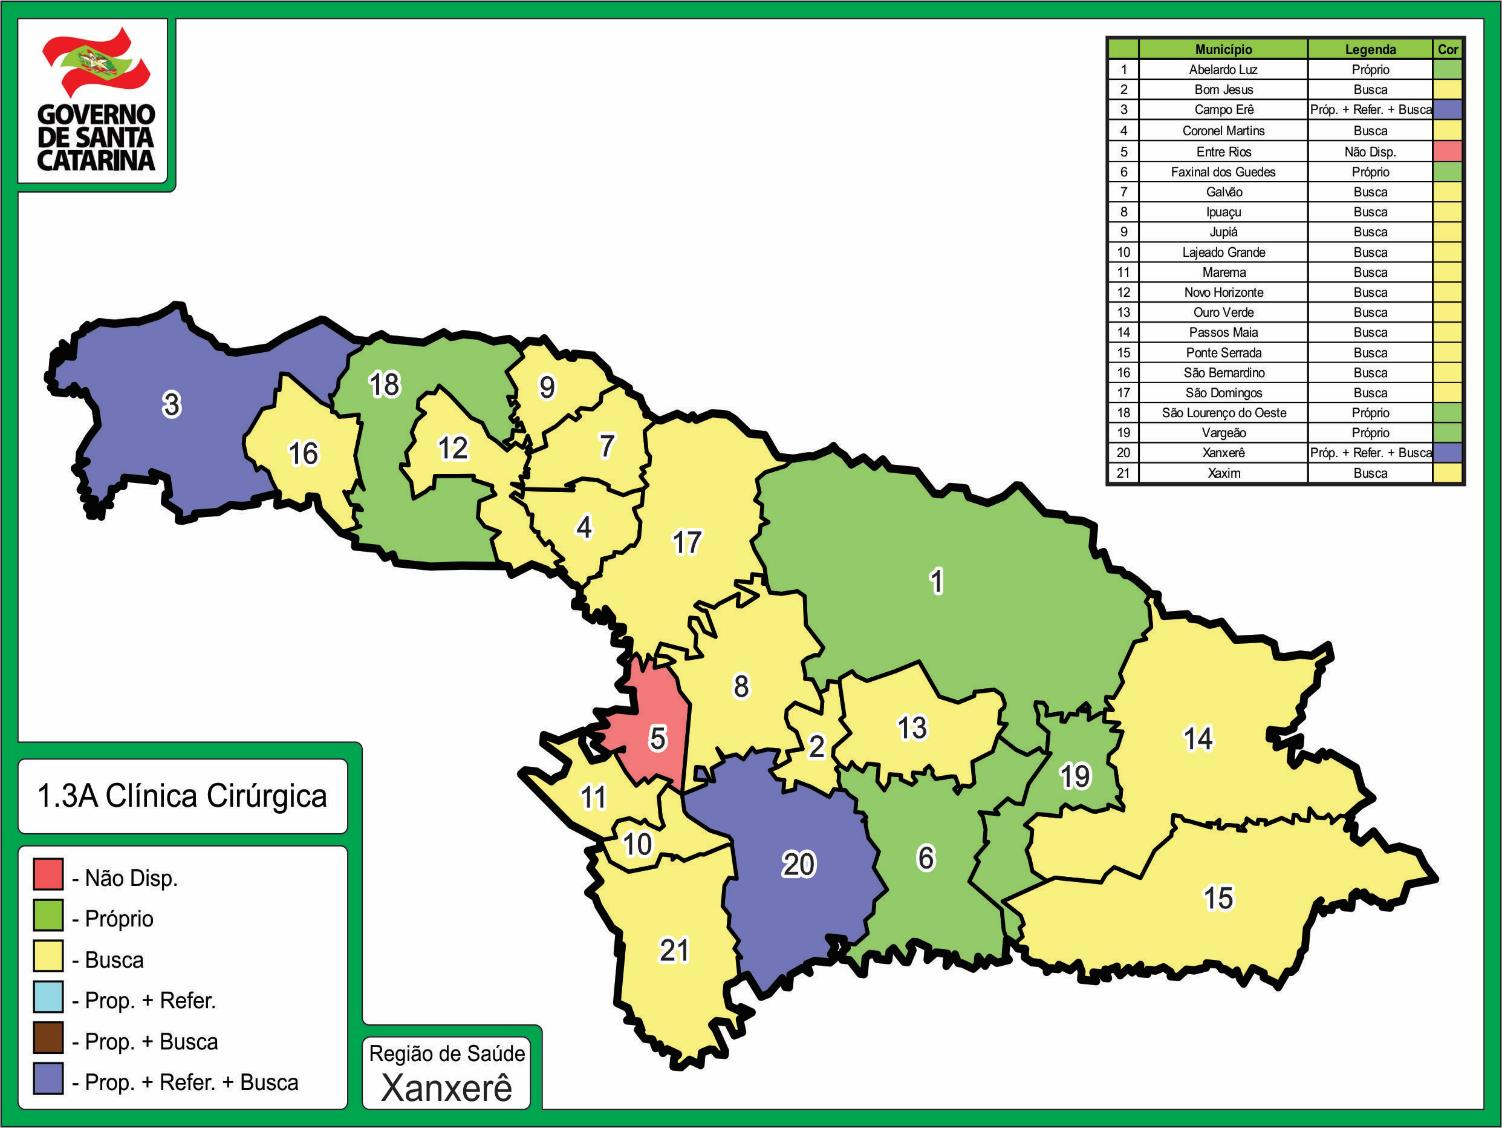 GOVERNO
DE SANTA
CATARINA
Município Legenda Cor
1 Abelardo Luz Próprio
2 Bom Jesus Busca
3 Campo Erê Próp. + Refer. + Busca
4 Coronel Martins Busca
5 Entre Rios Não Disp.
6 Faxinal dos Guedes Próprio
7 Galvão Busca
8 Ipuaçu Busca
9 Jupiá Busca
10 Lajeado Grande Busca
11 Marema Busca
12 Novo Horizonte Busca
13 Ouro Verde Busca
14 Passos Maia Busca
15 Ponte Serrada Busca
16 São Bernardino Busca
17 São Domingos Busca
18 São Lourenço do Oeste Próprio
19 Vargeão Próprio
20 Xanxerê Próp. + Refer. + Busca
21 Xaxim Busca
3
18
9
16
12
7
4
17
1
8
5
2
13
14
19
11
10
20
6
15
21
1.3A Clínica Cirúrgica
- Não Disp.
- Próprio
- Busca
- Prop. + Refer.
- Prop. + Busca
- Prop. + Refer. + Busca
Região de Saúde
Xanxerê